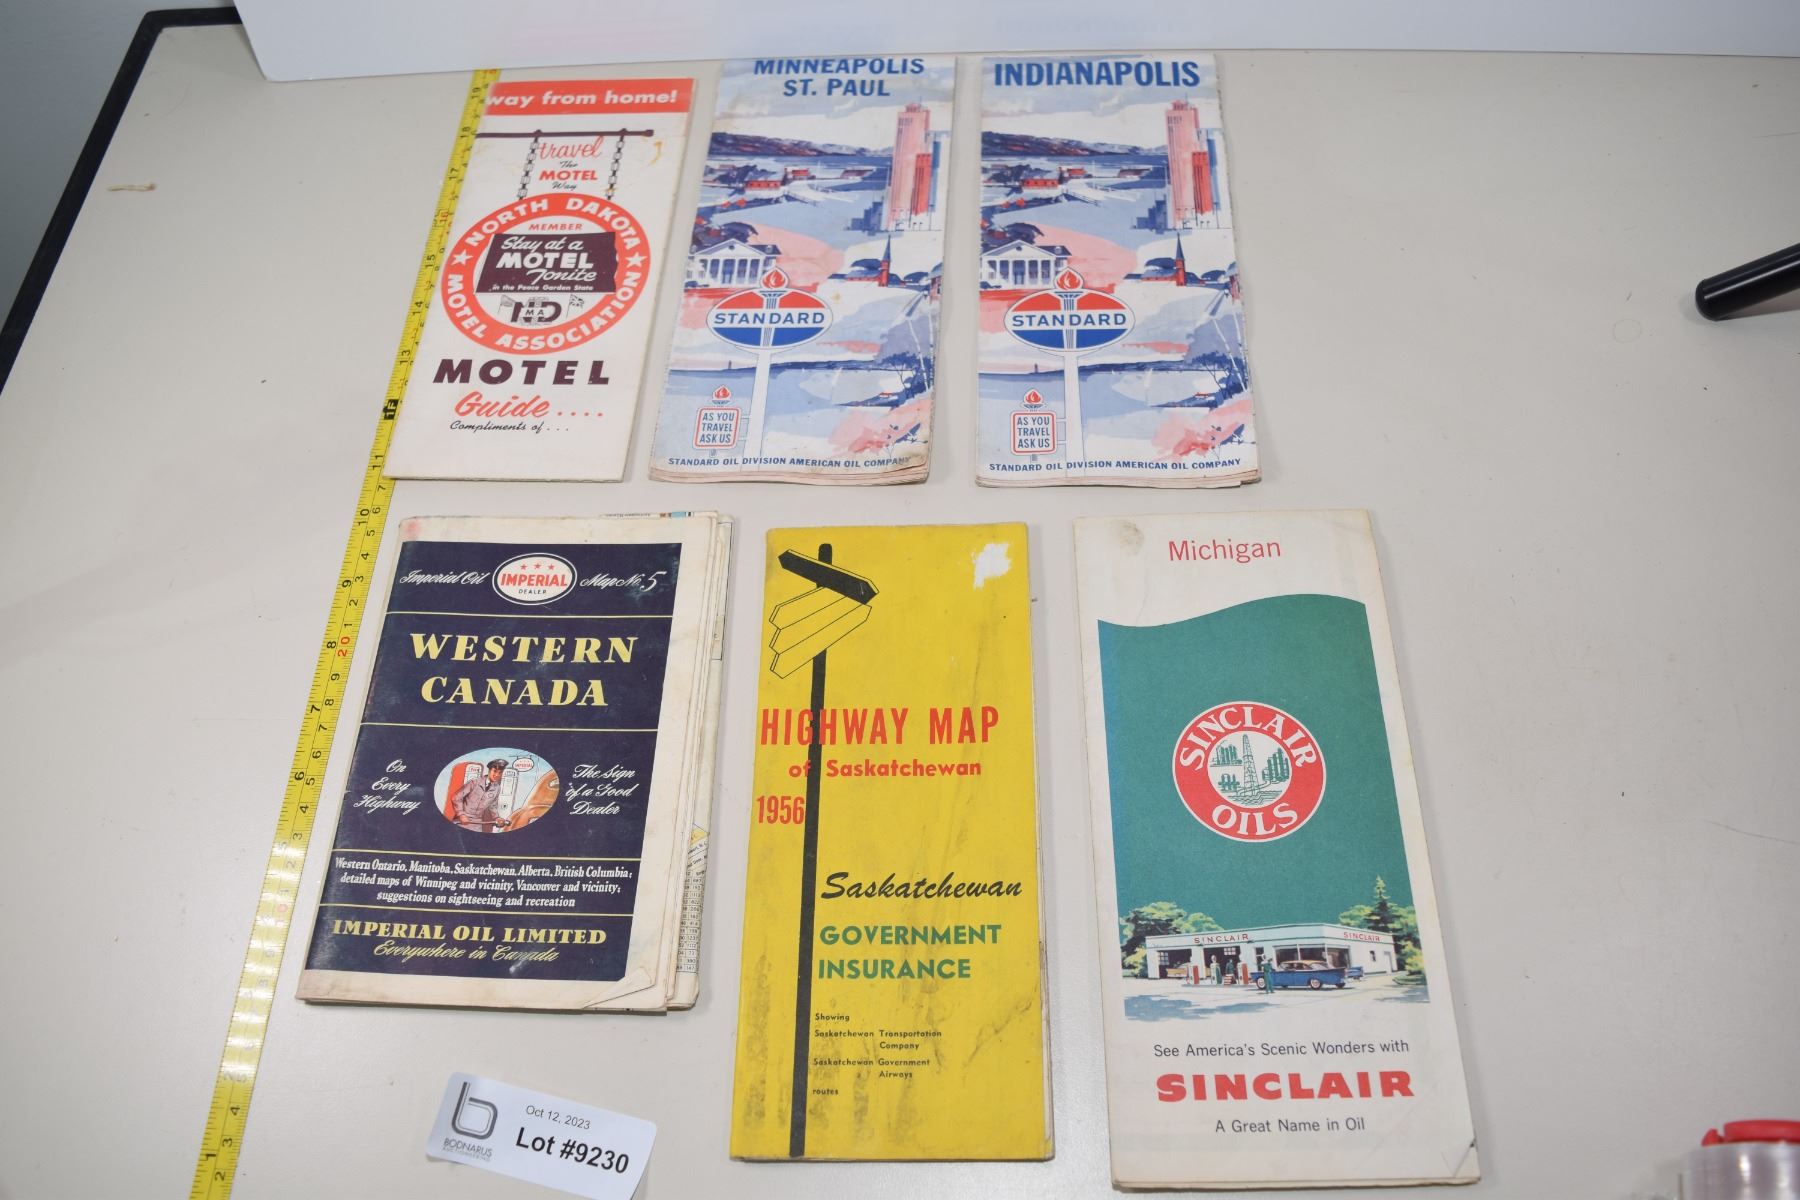 way from home!
travel
The
MOTEL
Way
NORTH DAKOTA
MOTEL ASSOCIATION
MEMBER
Stay at a
MOTEL
Tonite
in the Peace Garden State
ND
MA
MOTEL
Guide....
Compliments of...
MINNEAPOLIS
ST. PAUL
STANDARD
AS YOU
TRAVEL
ASK US
STANDARD OIL DIVISION AMERICAN OIL COMPANY
INDIANAPOLIS
STANDARD
AS YOU
TRAVEL
ASK US
STANDARD OIL DIVISION AMERICAN OIL COMPANY
Imperial Oil IMPERIAL Map No. 5
DEALER
WESTERN
CANADA
On
Every
Highway
IMPERIAL
The Sign
of a Good
Dealer
Western Ontario, Manitoba, Saskatchewan, Alberta, British Columbia;
detailed maps of Winnipeg and vicinity, Vancouver and vicinity;
suggestions on sightseeing and recreation
IMPERIAL OIL LIMITED
Everywhere in Canada
HIGHWAY MAP
of Saskatchewan
1956
Saskatchewan
GOVERNMENT
INSURANCE
Showing
Saskatchewan Transportation
Company
Saskatchewan Government
Airways
routes
Michigan
SINCLAIR
OILS
SINCLAIR
SINCLAIR
See America's Scenic Wonders with
SINCLAIR
A Great Name in Oil
b
BODNARUS
AUCTIONEERING
Oct 12, 2023
Lot #9230